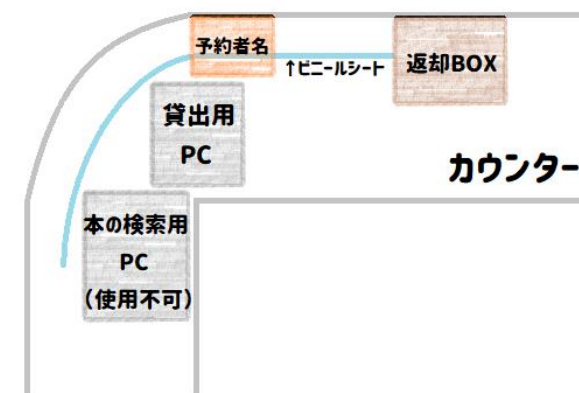 予約者名
↑ビニールシート
返却BOX
貸出用
PC
カウンター
本の検索用
PC
（使用不可）